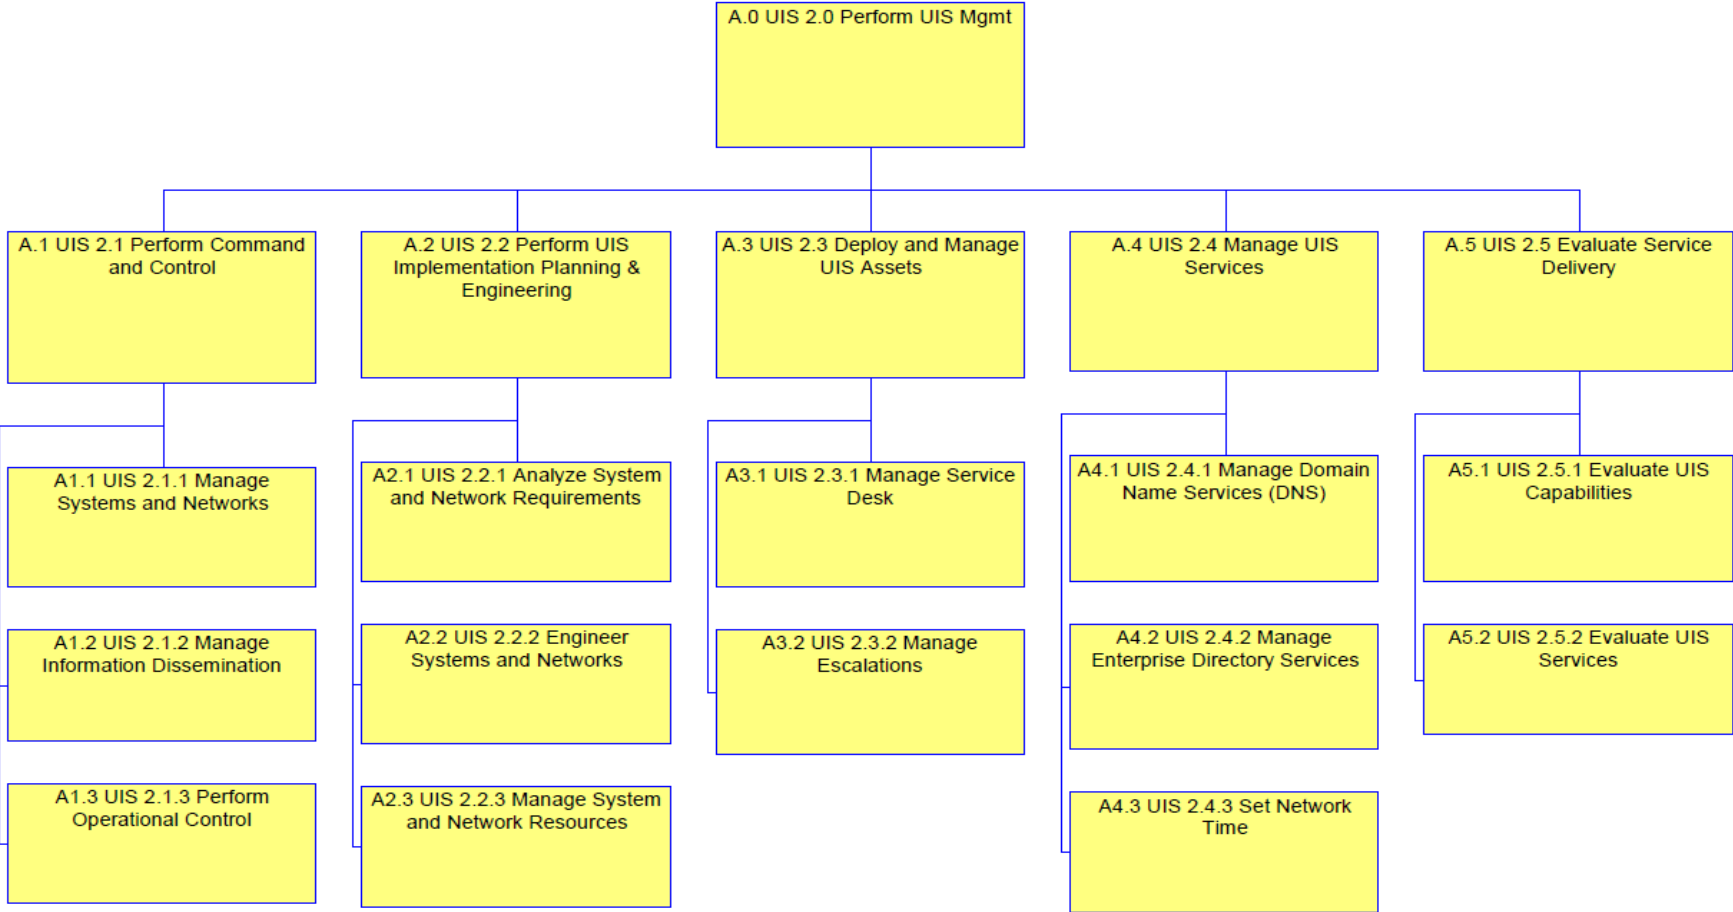 A.0 UIS 2.0 Perform UIS Mgmt
A.1 UIS 2.1 Perform Command
and Control
A.2 UIS 2.2 Perform UIS
Implementation Planning &
Engineering
A.3 UIS 2.3 Deploy and Manage
UIS Assets
A.4 UIS 2.4 Manage UIS
Services
A.5 UIS 2.5 Evaluate Service
Delivery
A1.1 UIS 2.1.1 Manage
Systems and Networks
A2.1 UIS 2.2.1 Analyze System
and Network Requirements
A3.1 UIS 2.3.1 Manage Service
Desk
A4.1 UIS 2.4.1 Manage Domain
Name Services (DNS)
A5.1 UIS 2.5.1 Evaluate UIS
Capabilities
A1.2 UIS 2.1.2 Manage
Information Dissemination
A2.2 UIS 2.2.2 Engineer
Systems and Networks
A3.2 UIS 2.3.2 Manage
Escalations
A4.2 UIS 2.4.2 Manage
Enterprise Directory Services
A5.2 UIS 2.5.2 Evaluate UIS
Services
A1.3 UIS 2.1.3 Perform
Operational Control
A2.3 UIS 2.2.3 Manage System
and Network Resources
A4.3 UIS 2.4.3 Set Network
Time